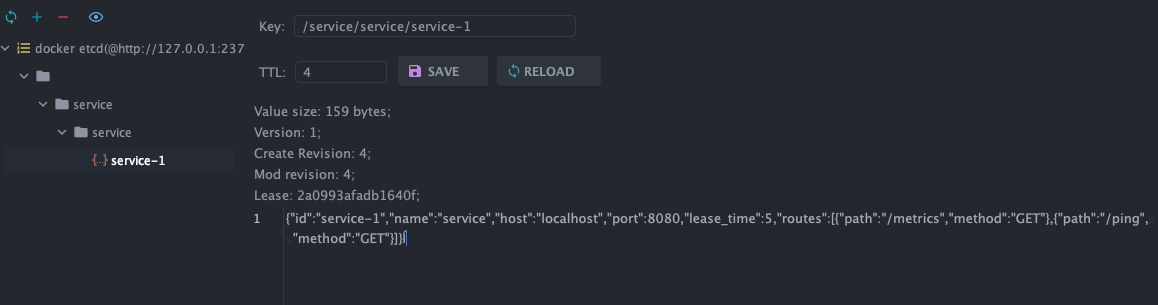 Key: /service/service/service-1
docker etcd(@http://127.0.0.1:237
TTL: 4 SAVE RELOAD
service
service
{..} service-1
Value size: 159 bytes;
Version: 1;
Create Revision: 4;
Mod revision: 4;
Lease: 2a0993afadb1640f;
1 {"id":"service-1","name":"service","host":"localhost","port":8080,"lease_time":5,"routes":[{"path":"/metrics","method":"GET"},{"path":"/ping",
"method":"GET"}]}